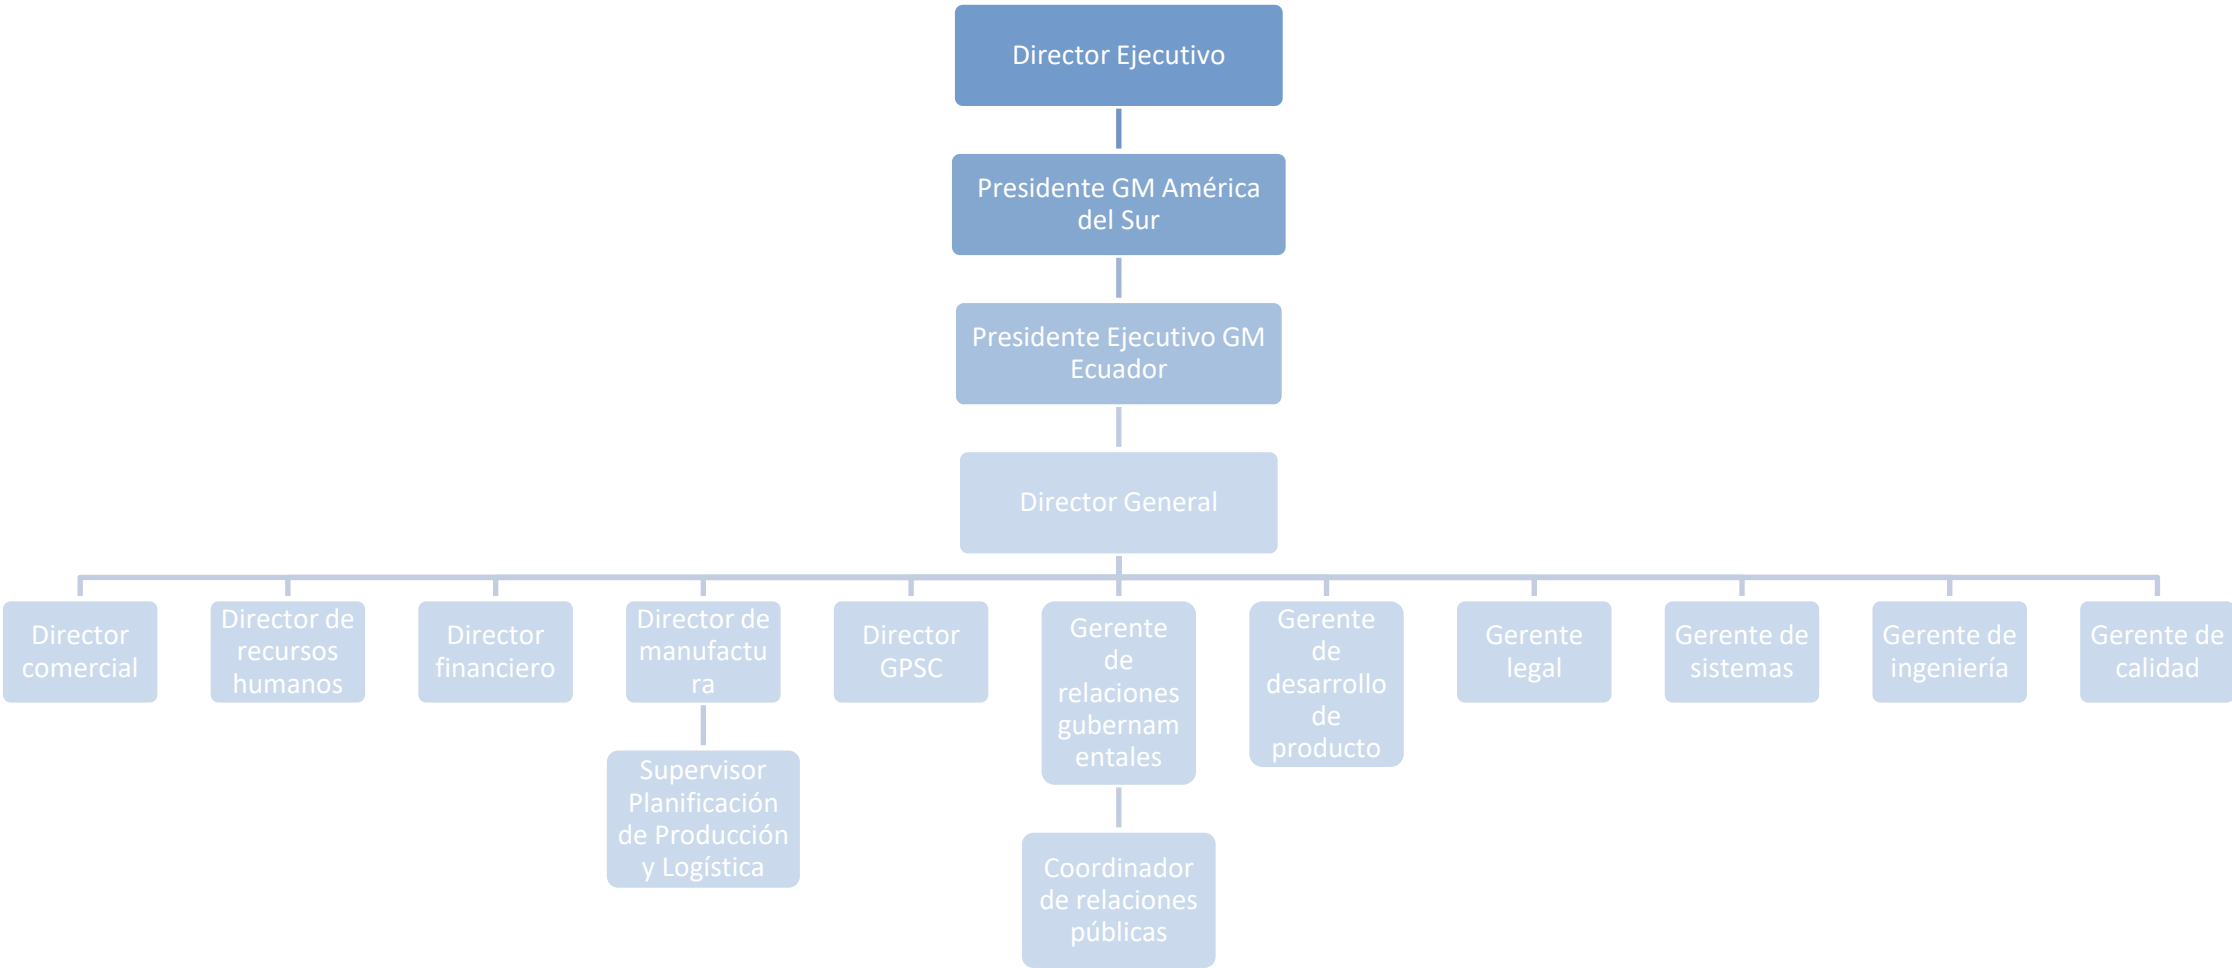 Director Ejecutivo
Presidente GM América
del Sur
Presidente Ejecutivo GM
Ecuador
Director General
Director
comercial
Director de
recursos
humanos
Director
financiero
Director de
manufactu
ra
Director
GPSC
Gerente
de
relaciones
gubernam
entales
Gerente
de
desarrollo
de
producto
Gerente
legal
Gerente de
sistemas
Gerente de
ingeniería
Gerente de
calidad
Supervisor
Planificación
de Producción
y Logística
Coordinador
de relaciones
públicas